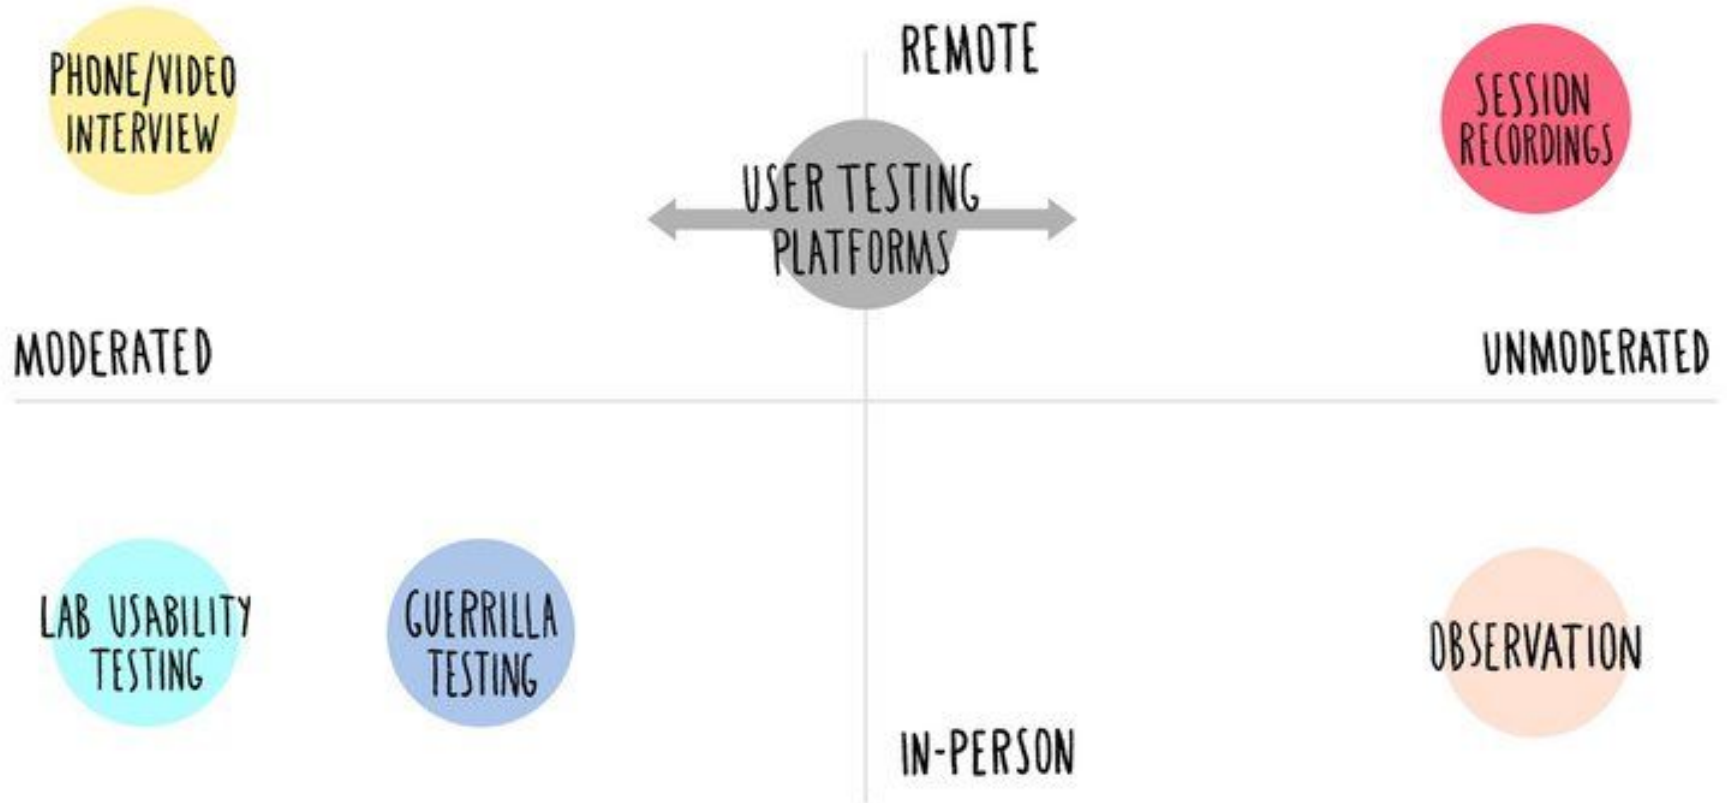 REMOTE
PHONE/VIDEO
INTERVIEW
SESSION
RECORDINGS
USER TESTING
PLATFORMS
MODERATED
UNMODERATED
LAB USABILITY
TESTING
GUERRILLA
TESTING
OBSERVATION
IN-PERSON